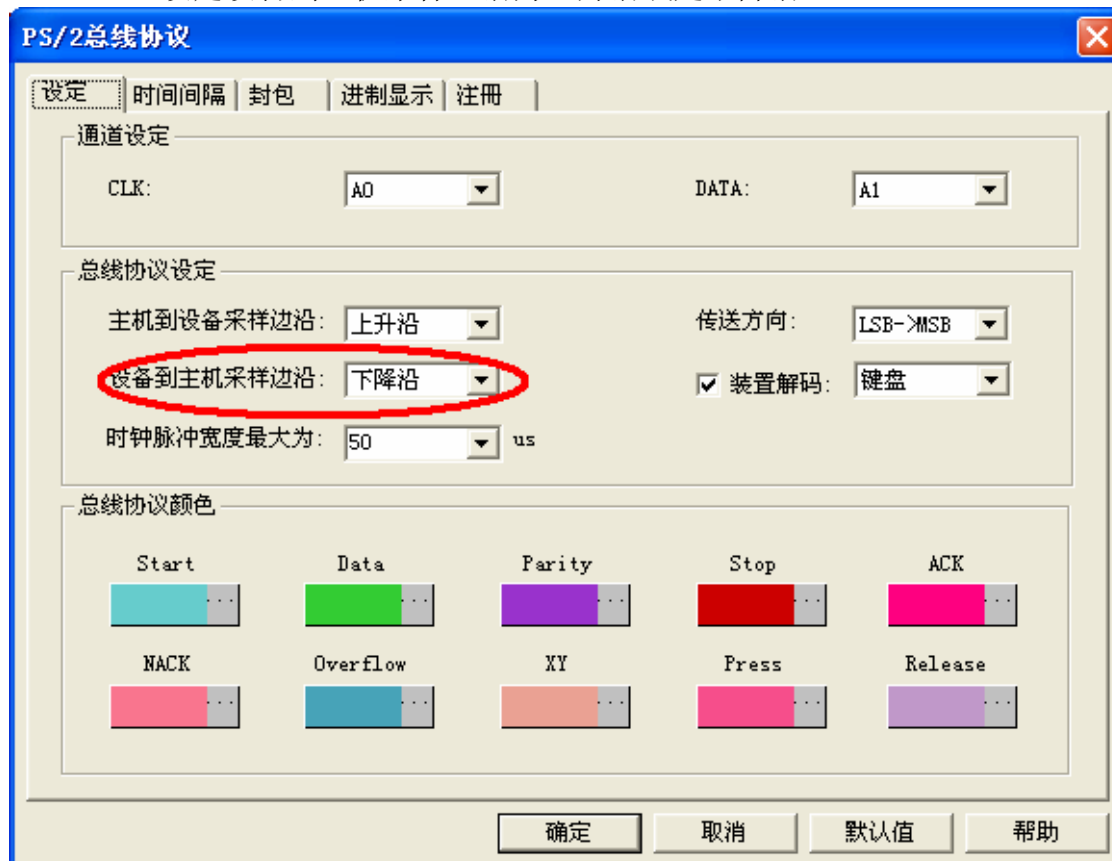 PS/2总线协议
设定 时间间隔 封包 进制显示 注冊
通道设定
CLK: A0 DATA: A1
总线协议设定
主机到设备采样边沿: 上升沿 传送方向: LSB->MSB
设备到主机采样边沿: 下降沿 装置解码: 键盘
时钟脉冲宽度最大为: 50 us
总线协议颜色
Start Data Parity Stop ACK
... ... ... ... ...
NACK Overflow XY Press Release
... ... ... ... ...
确定 取消 默认值 帮助